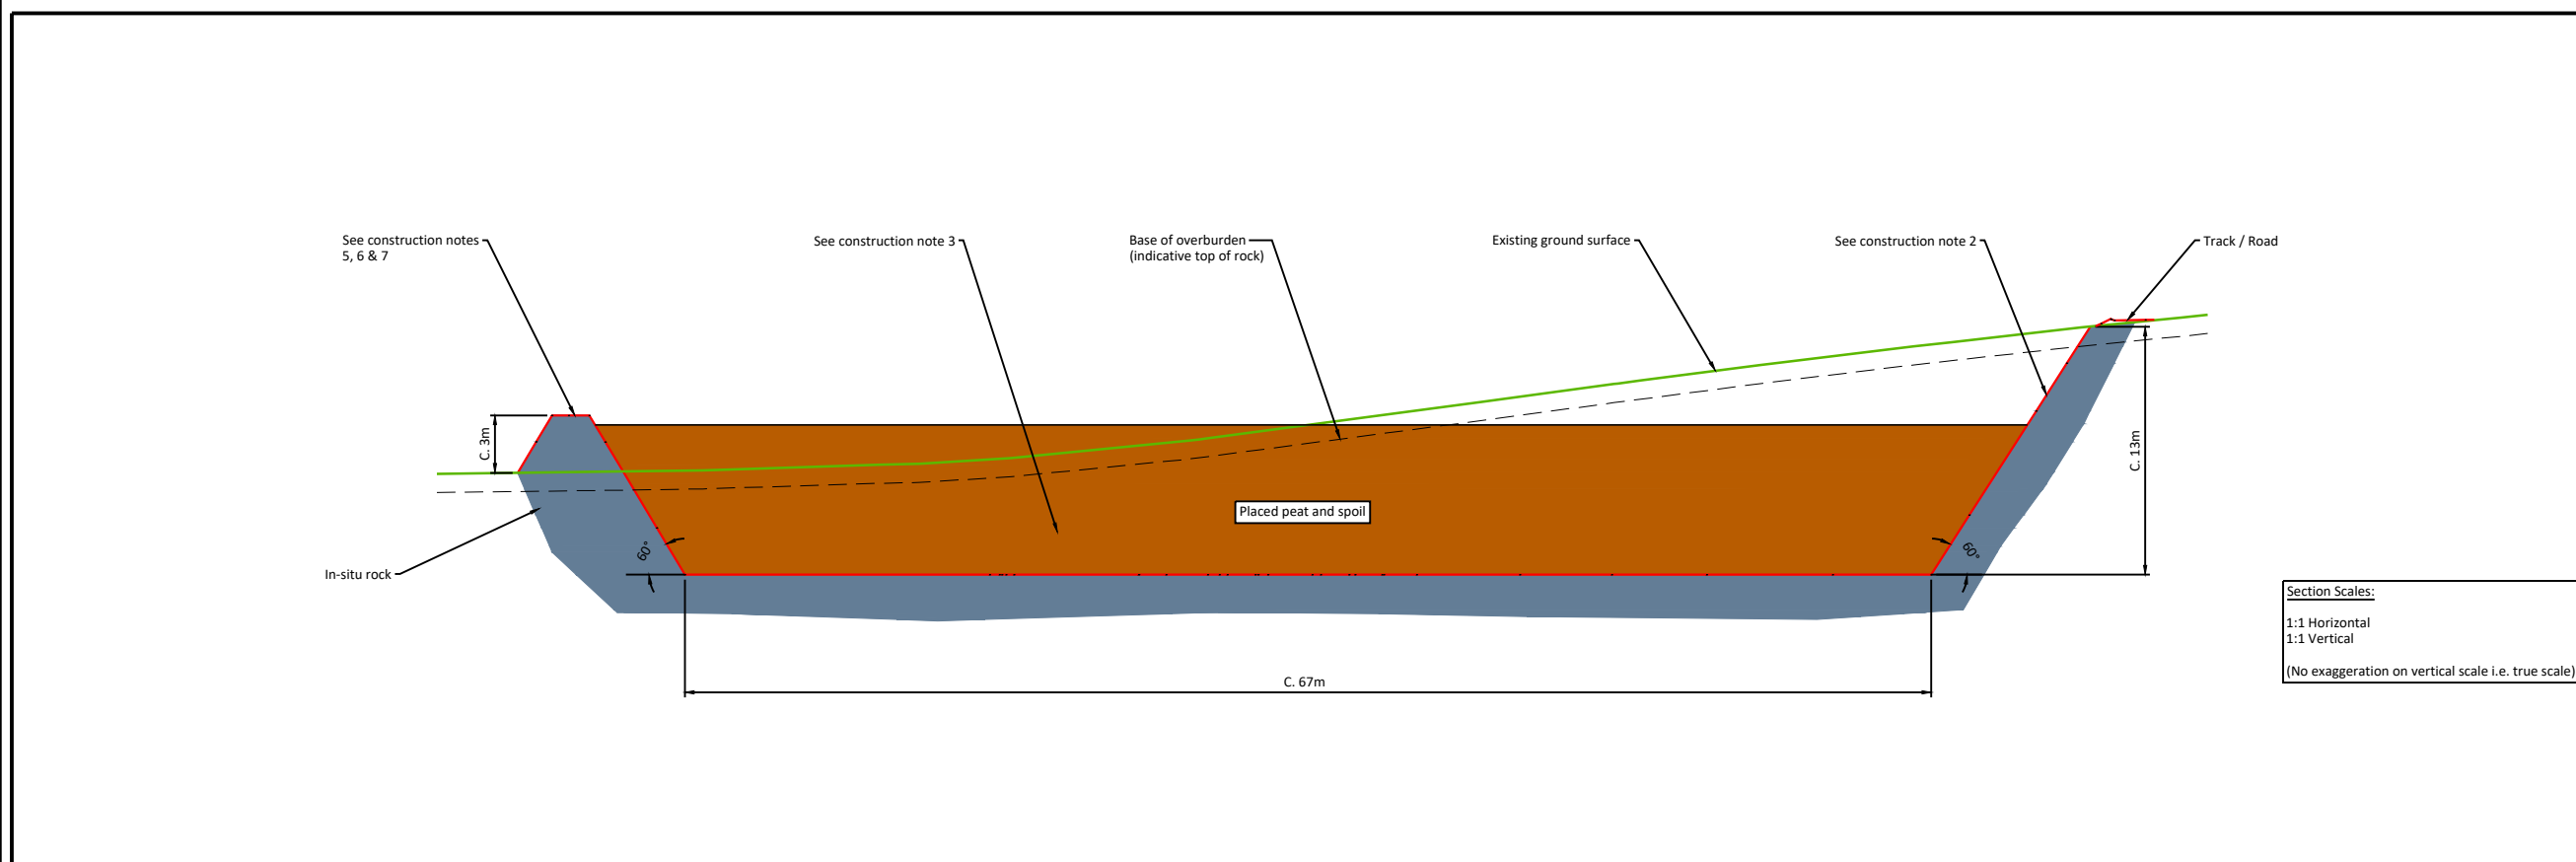 See construction notes
5, 6 & 7
See construction note 3
Base of overburden
(indicative top of rock)
Existing ground surface
See construction note 2
Track / Road
C. 3m
C. 13m
Placed peat and spoil
60°
60°
In-situ rock
C. 67m
Section Scales:
1:1 Horizontal
1:1 Vertical
(No exaggeration on vertical scale i.e. true scale)